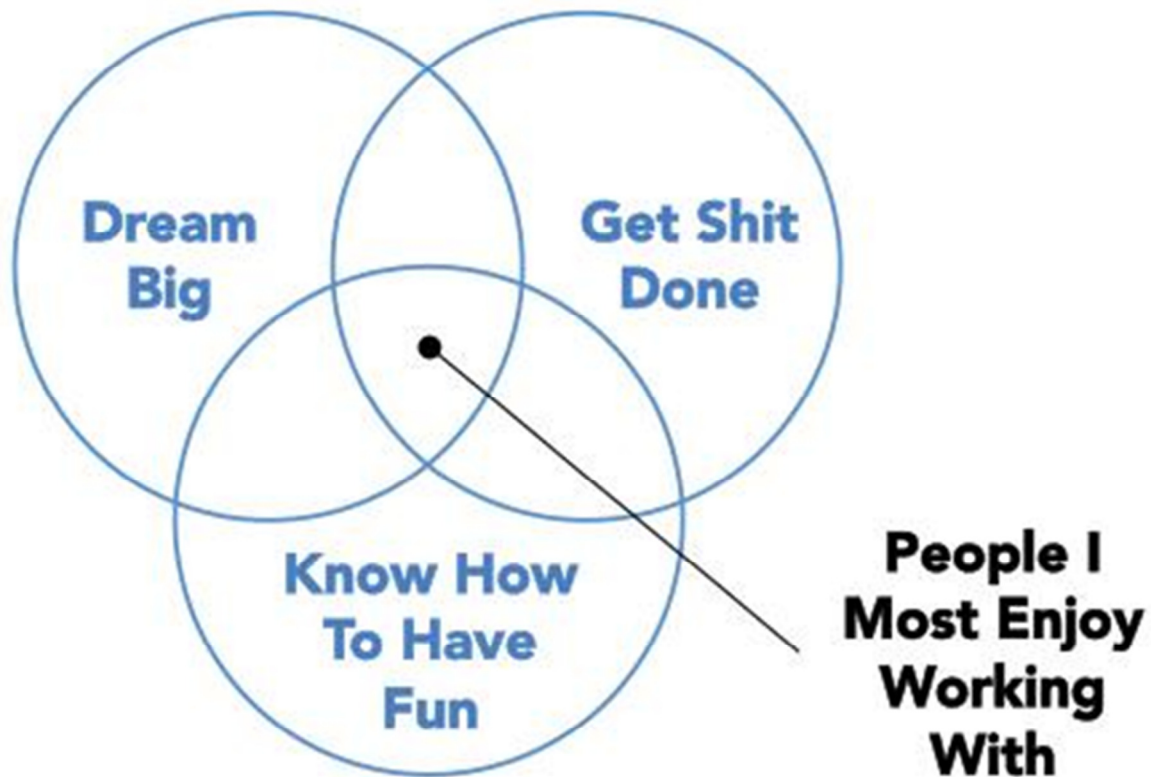 Dream
Big
Get Shit
Done
Know How
To Have
Fun
People I
Most Enjoy
Working
With